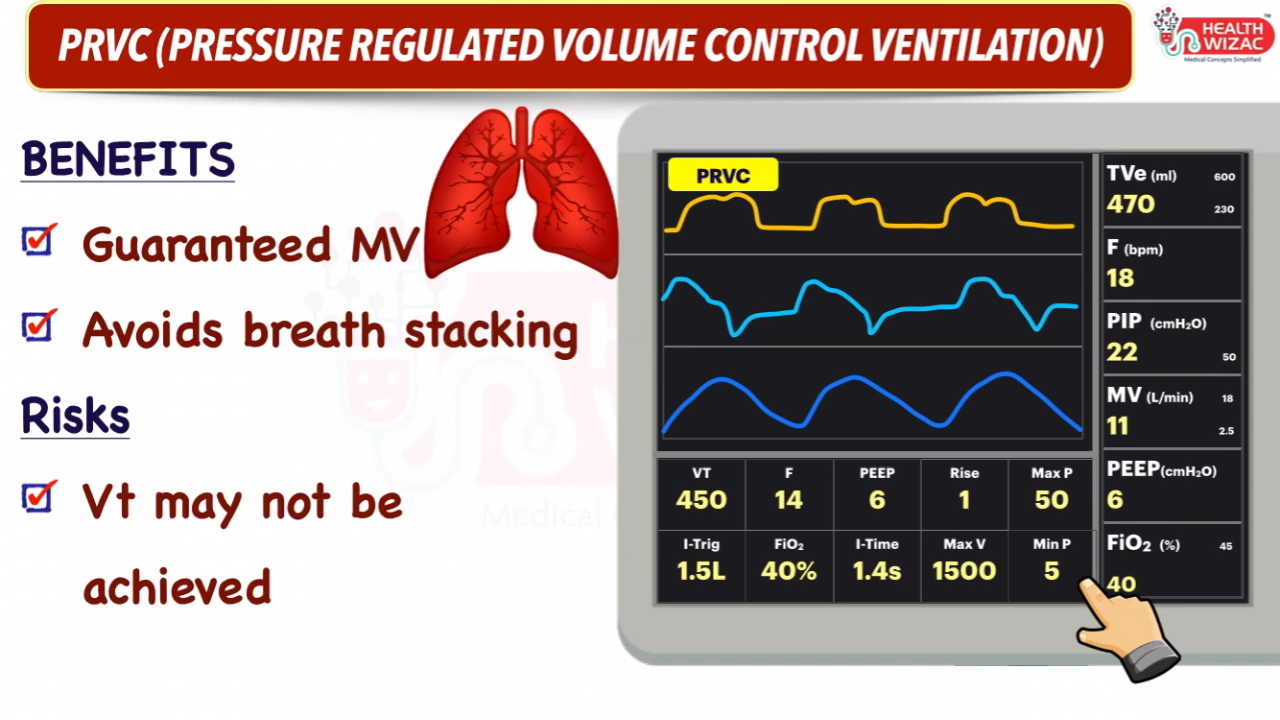 PRVC (PRESSURE REGULATED VOLUME CONTROL VENTILATION)
HEALTH
WIZAC
TM
Medical Concepts Simplified
BENEFITS
Guaranteed MV
Avoids breath stacking
Risks
Vt may not be
achieved
Medical
PRVC
TVe (ml) 600
470 230
F (bpm)
18
PIP (cmH₂O)
22 50
MV (L/min) 18
11 2.5
PEEP(cmH₂O)
6
FiO₂ (%) 45
40
VT F PEEP Rise Max P
450 14 6 1 50
I-Trig FiO₂ I-Time Max V Min P
1.5L 40% 1.4s 1500 5